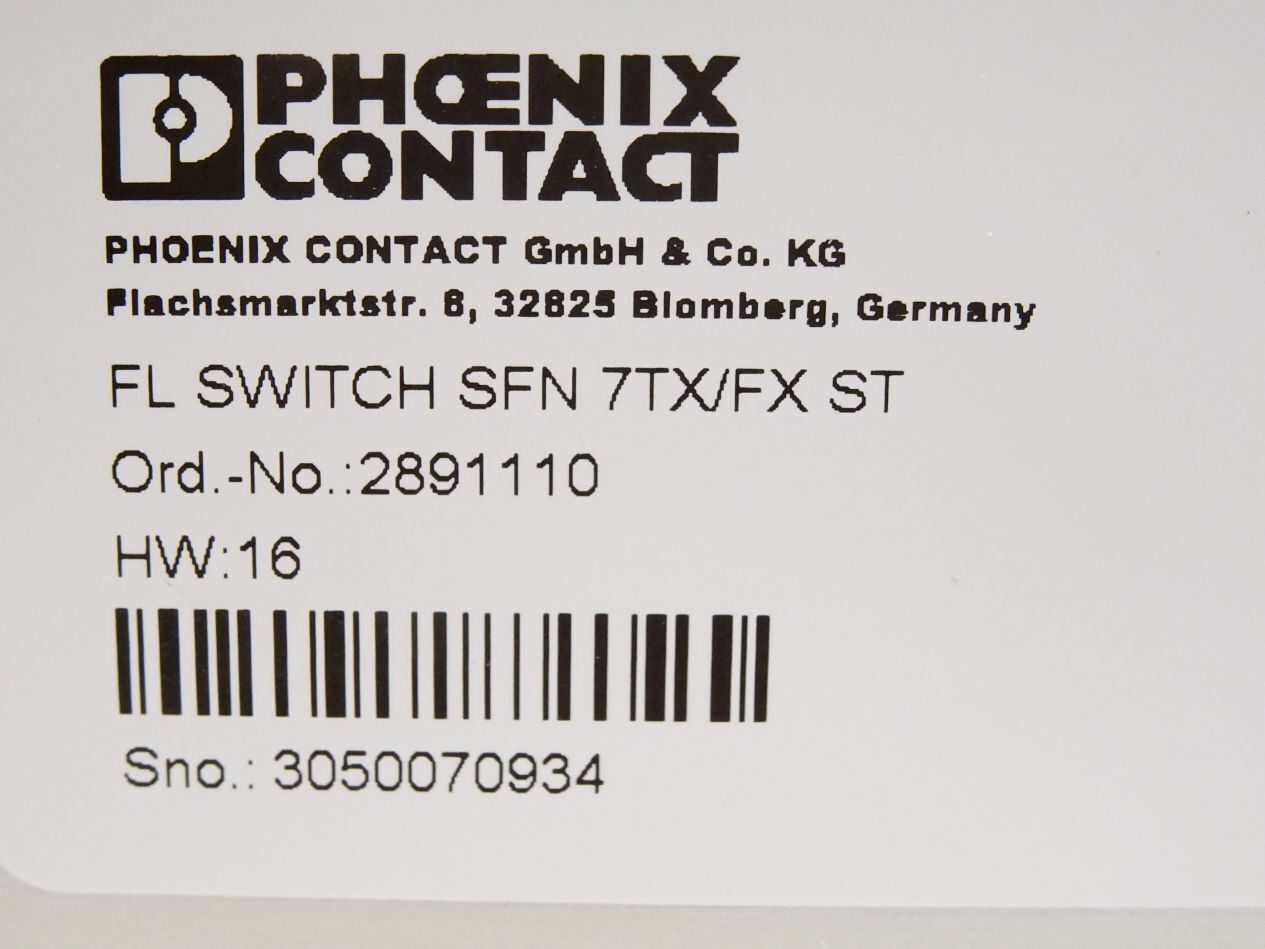 PHŒNIX
CONTACT
PHOENIX CONTACT GmbH & Co. KG
Flachsmarktstr. 8, 32825 Blomberg, Germany
FL SWITCH SFN 7TX/FX ST
Ord.-No.:2891110
HW:16
Sno.: 3050070934